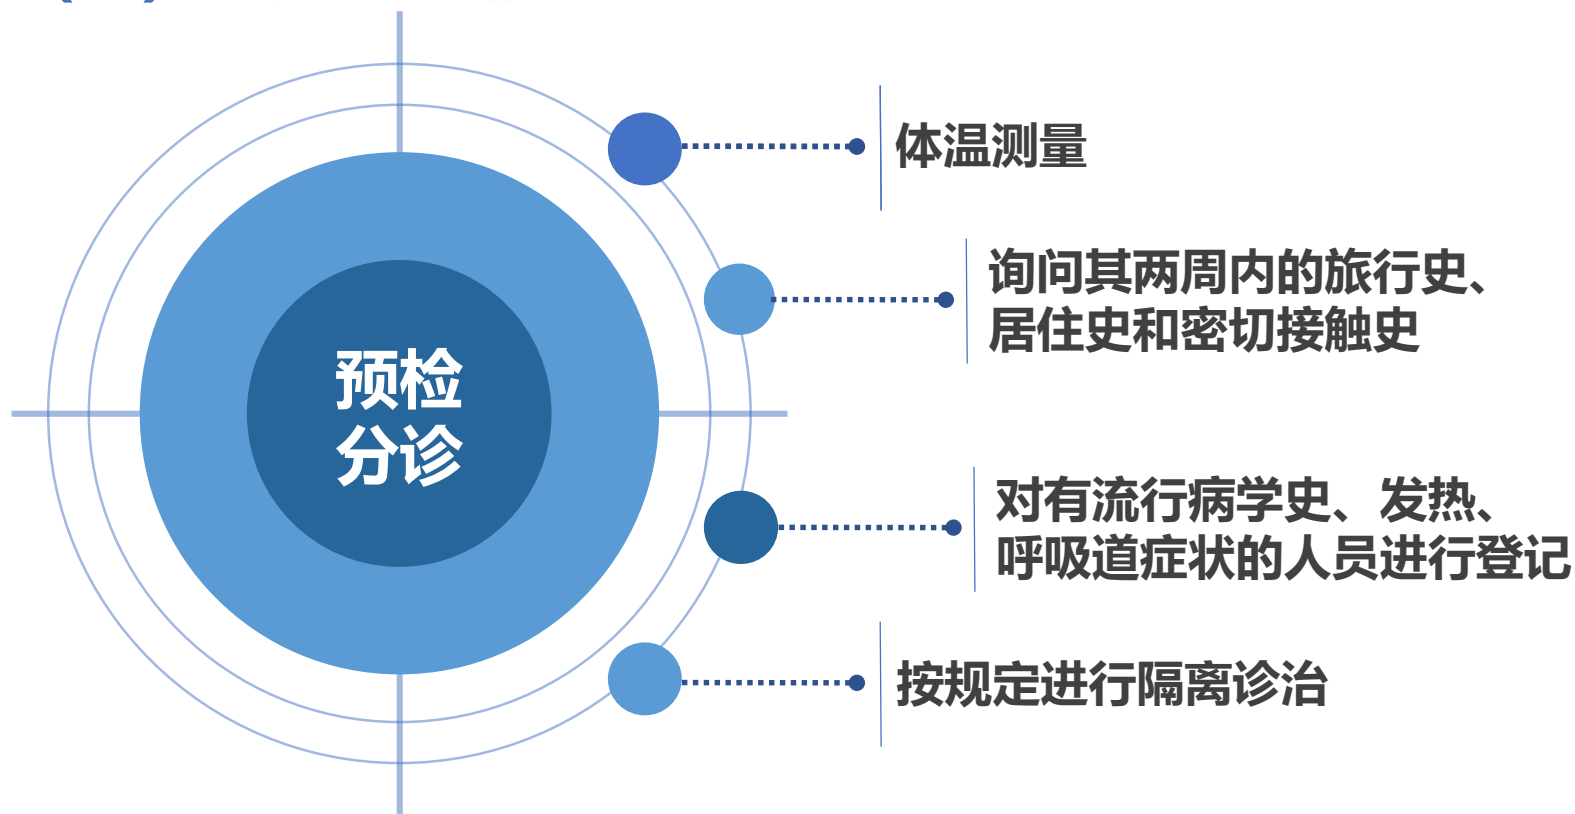 预检
分诊
体温测量
询问其两周内的旅行史、
居住史和密切接触史
对有流行病学史、发热、
呼吸道症状的人员进行登记
按规定进行隔离诊治